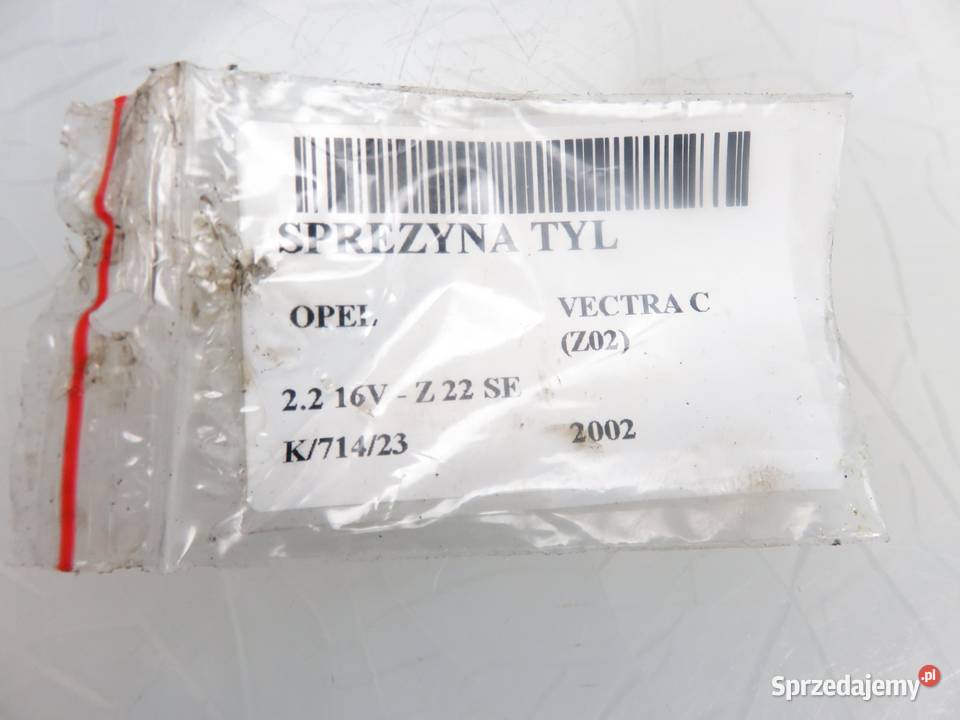 SPREZYNA TYL
OPEL VECTRA C
(Z02)
2.2 16V - Z 22 SE
K/714/23 2002
Sprzedajemy.pl